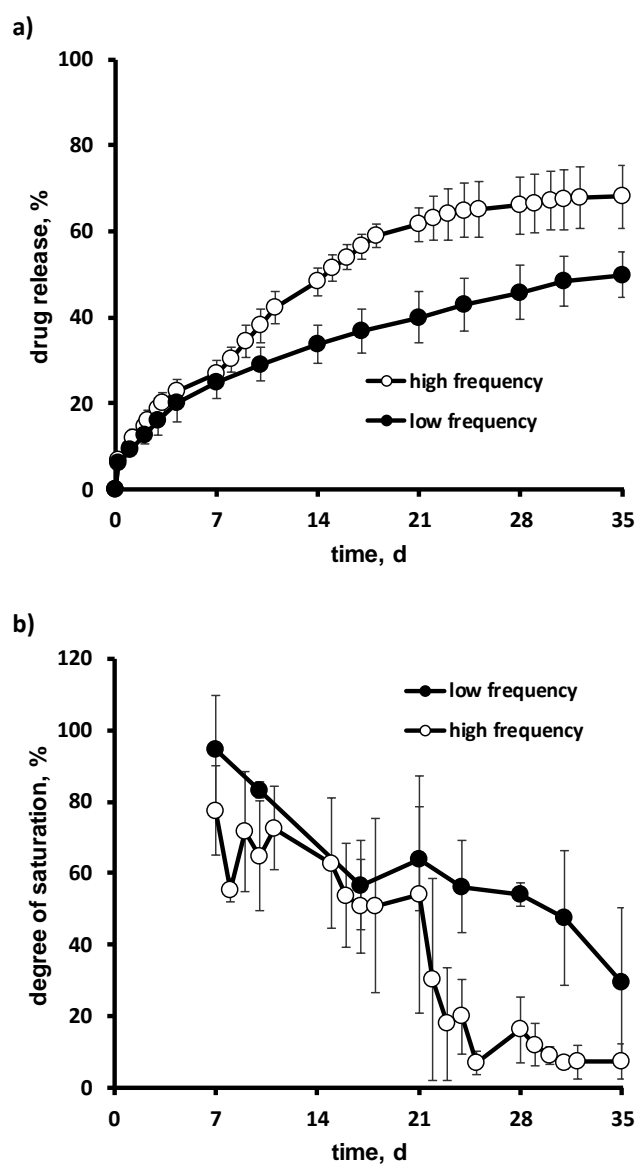 a)
100
80
60
40
20
0
drug release, %
high frequency
low frequency
0 7 14 21 28 35
time, d
b)
120
100
80
60
40
20
0
degree of saturation, %
low frequency
high frequency
0 7 14 21 28 35
time, d